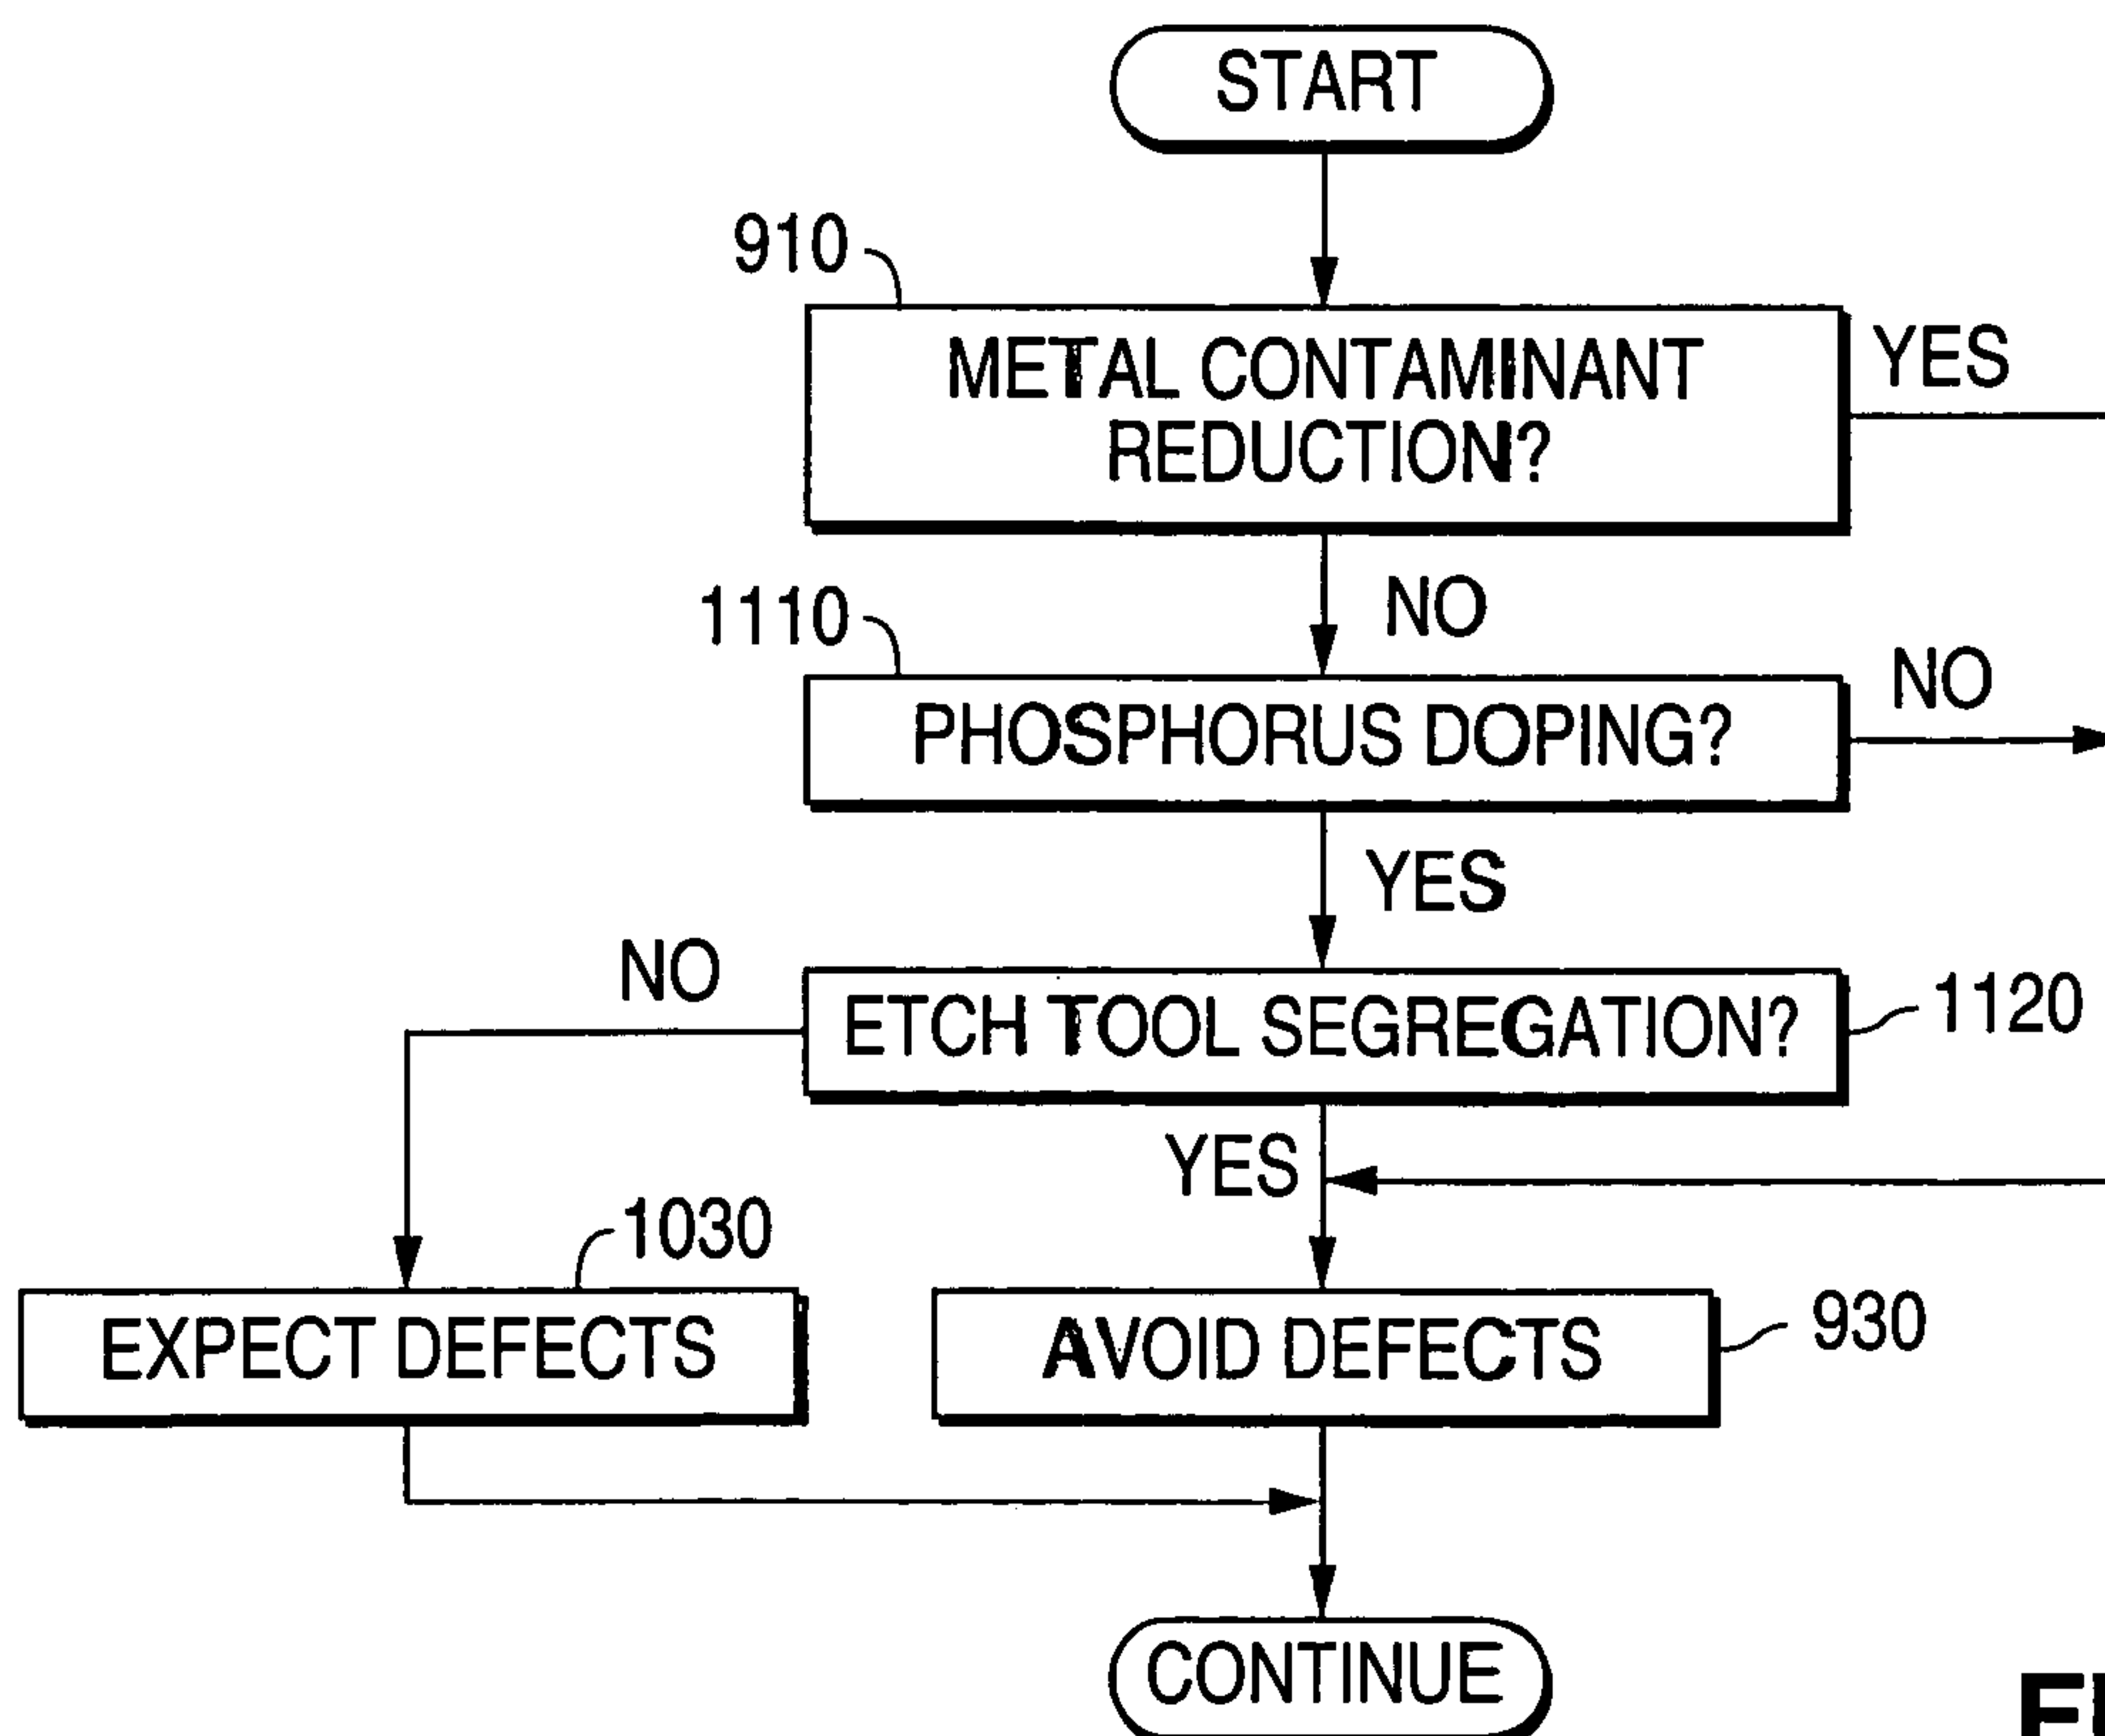 START
910
METAL CONTAMINANT
REDUCTION?
YES
NO
1110
PHOSPHORUS DOPING?
NO
YES
NO
ETCH TOOL SEGREGATION?
1120
YES
1030
EXPECT DEFECTS
AVOID DEFECTS
930
CONTINUE